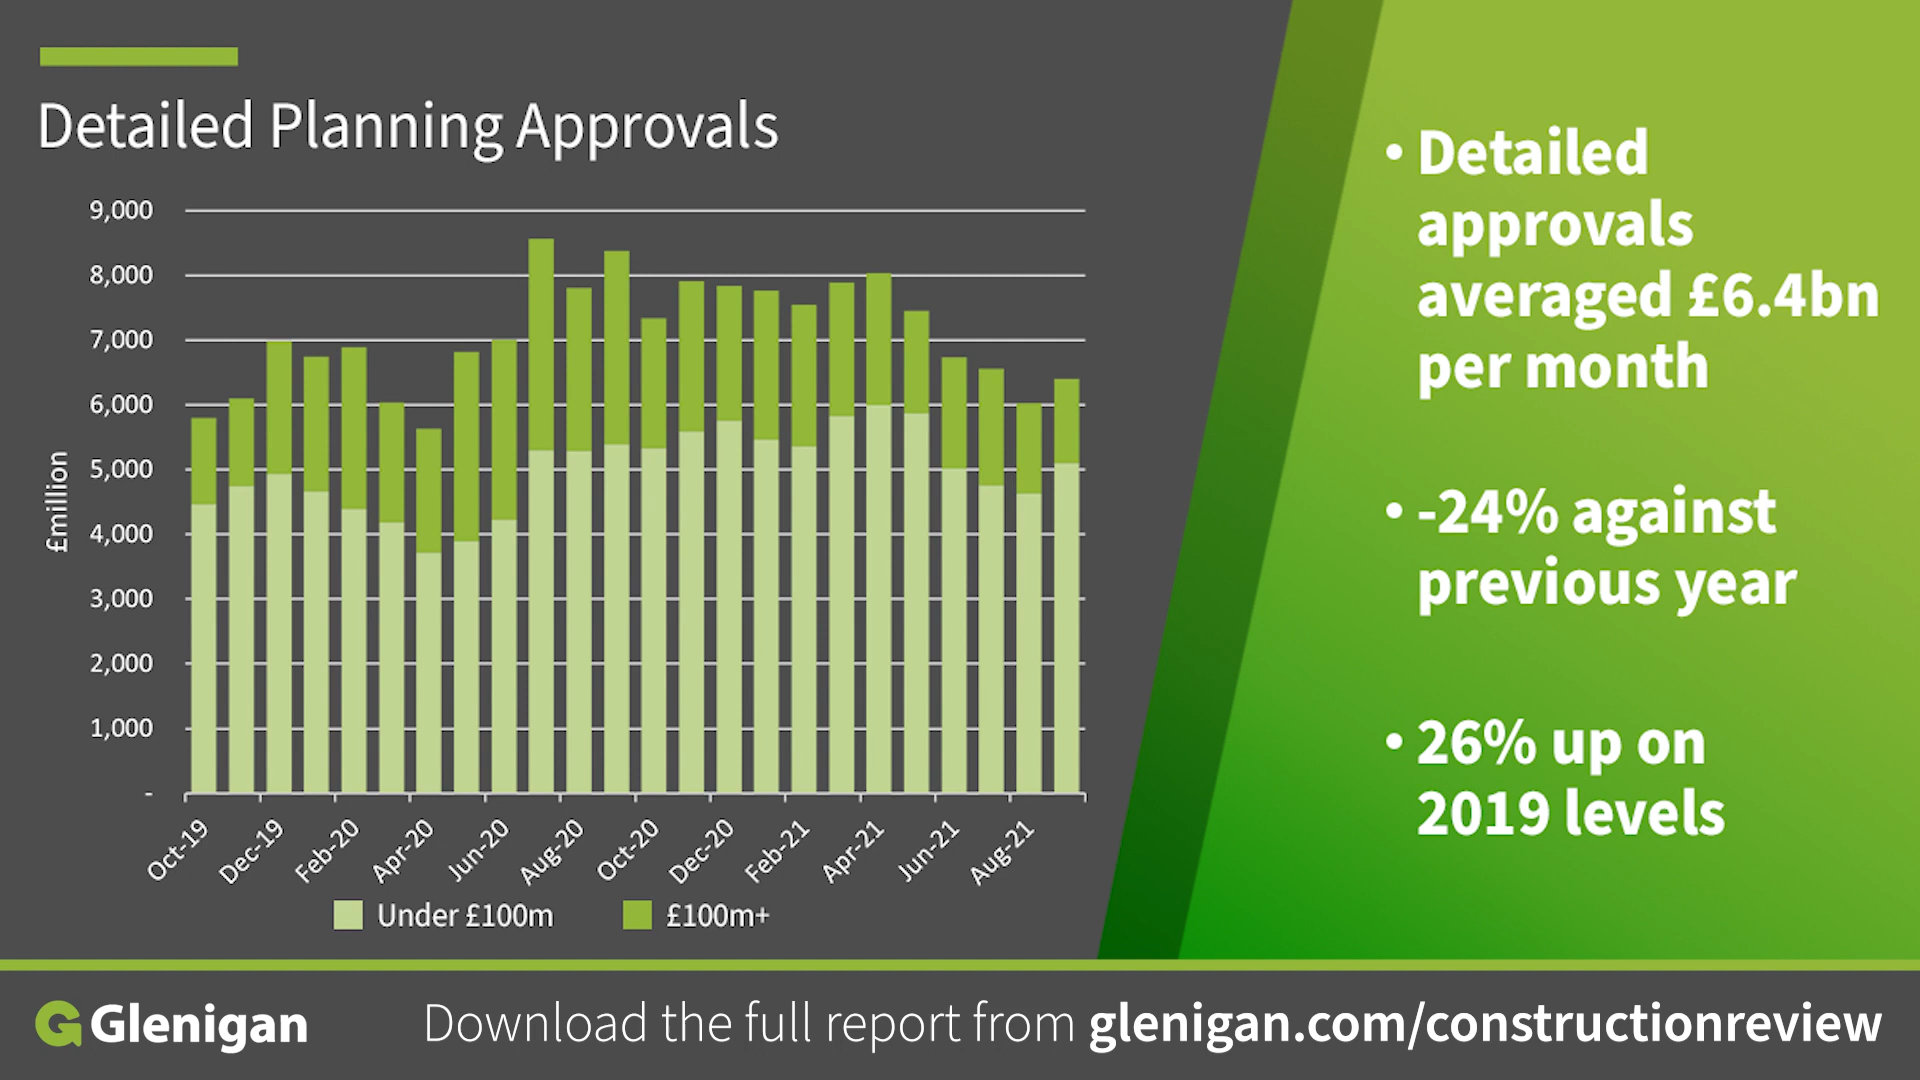 Detailed Planning Approvals
£million
9,000
8,000
7,000
6,000
5,000
4,000
3,000
2,000
1,000
-
Oct-19
Dec-19
Feb-20
Apr-20
Jun-20
Aug-20
Oct-20
Dec-20
Feb-21
Apr-21
Jun-21
Aug-21
Under £100m
£100m+
• Detailed
approvals
averaged £6.4bn
per month
• -24% against
previous year
• 26% up on
2019 levels
Glenigan
Download the full report from glenigan.com/constructionreview